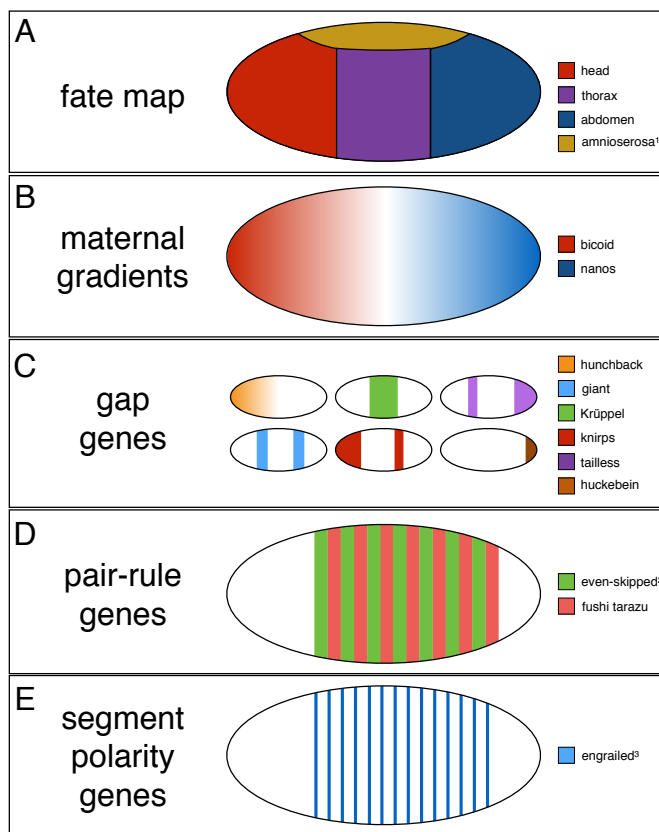 A
fate map
head
thorax
abdomen
amnioserosa¹
B
maternal
gradients
bicoid
nanos
C
gap
genes
hunchback
giant
Krüppel
knirps
tailless
huckebein
D
pair-rule
genes
even-skipped²
fushi tarazu
E
segment
polarity
genes
engrailed³